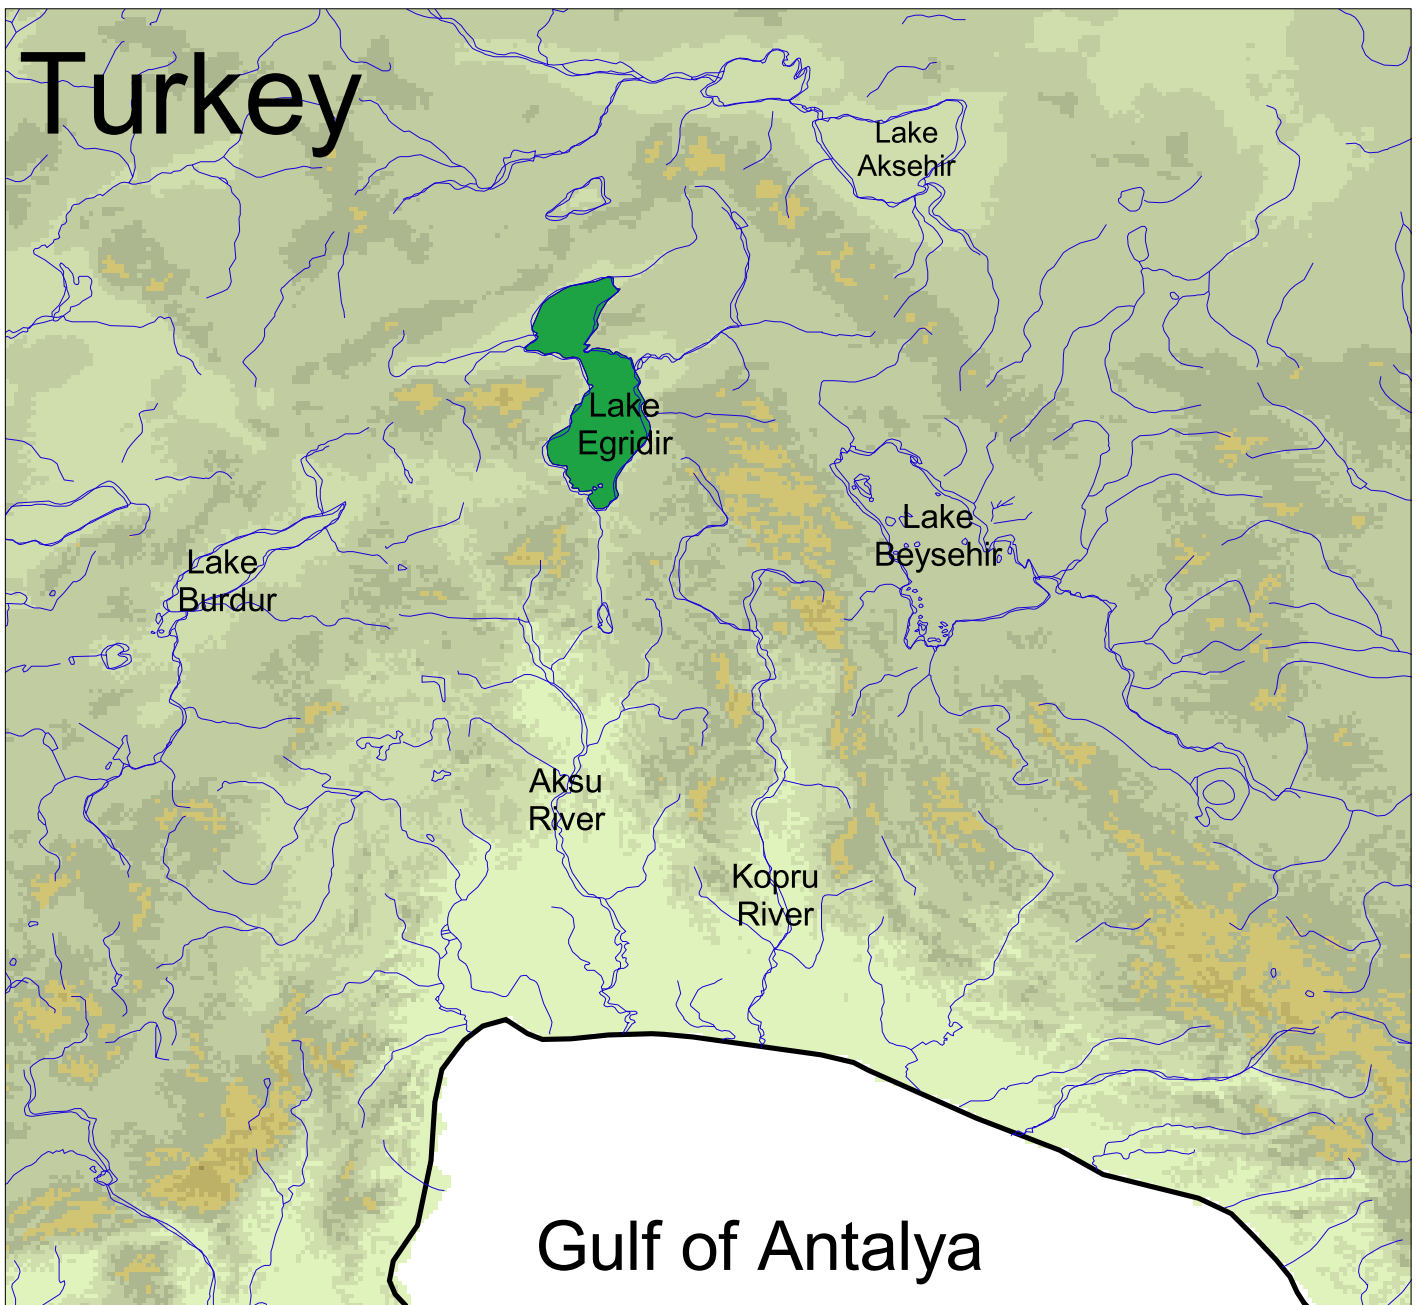 Turkey
Lake
Aksehir
Lake
Egridir
Lake
Beysehir
Lake
Burdur
Aksu
River
Kopru
River
Gulf of Antalya